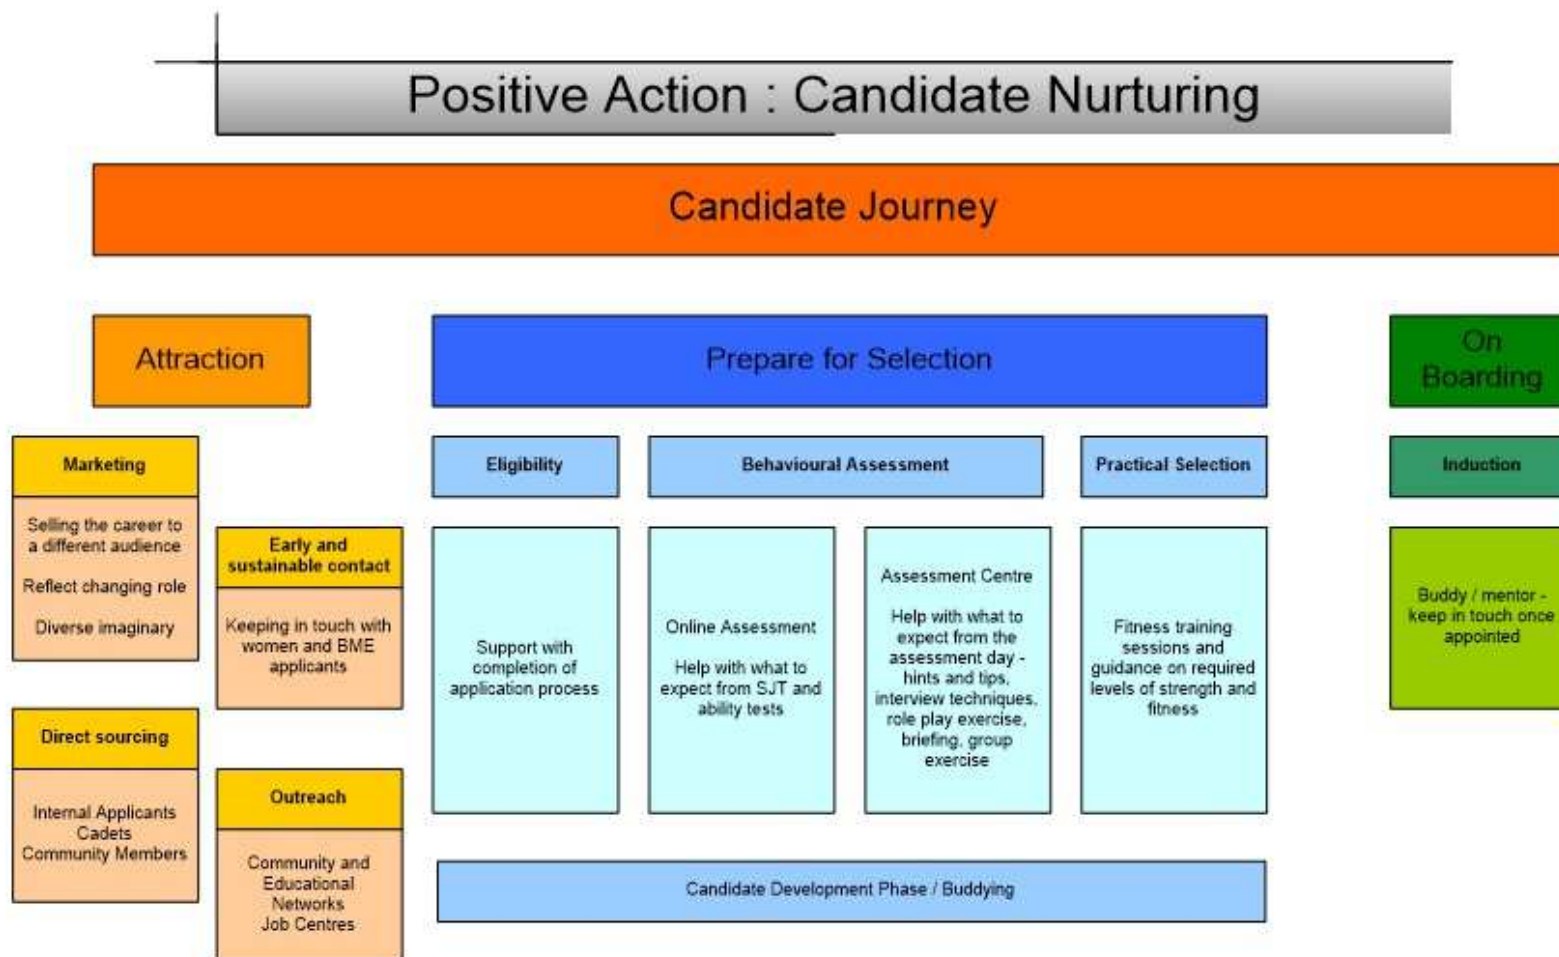 Positive Action : Candidate Nurturing
Candidate Journey
Attraction
Prepare for Selection
On
Boarding
Marketing
Selling the career to
a different audience
Reflect changing role
Diverse imaginary
Early and
sustainable contact
Keeping in touch with
women and BME
applicants
Direct sourcing
Internal Applicants
Cadets
Community Members
Outreach
Community and
Educational
Networks
Job Centres
Eligibility
Support with
completion of
application process
Behavioural Assessment
Online Assessment
Help with what to
expect from SJT and
ability tests
Assessment Centre
Help with what to
expect from the
assessment day -
hints and tips,
interview techniques,
role play exercise,
briefing, group
exercise
Practical Selection
Fitness training
sessions and
guidance on required
levels of strength and
fitness
Candidate Development Phase / Buddying
Induction
Buddy / mentor -
keep in touch once
appointed